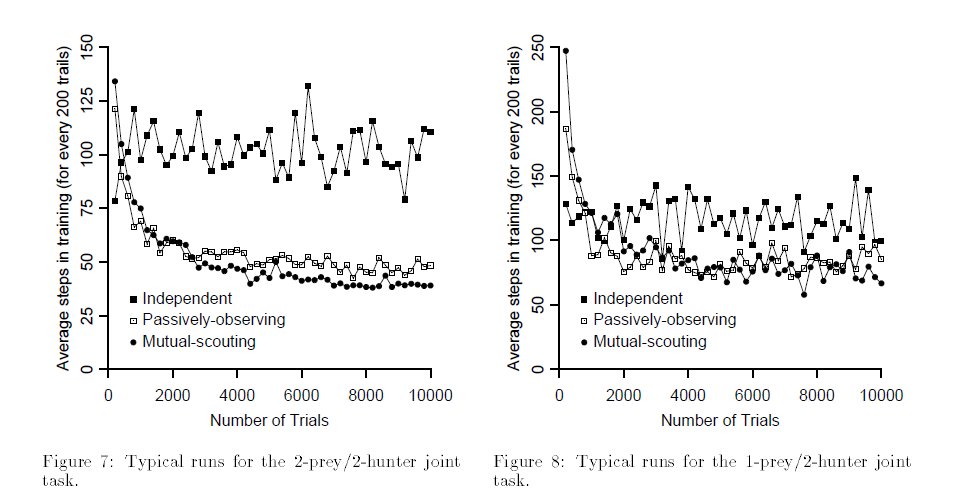 Average steps in training (for every 200 trails)
150
125
100
75
50
25
0
Independent
Passively-observing
Mutual-scouting
0 2000 4000 6000 8000 10000
Number of Trials
Figure 7: Typical runs for the 2-prey/2-hunter joint
task.
Average steps in training (for every 200 trails)
250
200
150
100
50
0
Independent
Passively-observing
Mutual-scouting
0 2000 4000 6000 8000 10000
Number of Trials
Figure 8: Typical runs for the 1-prey/2-hunter joint
task.